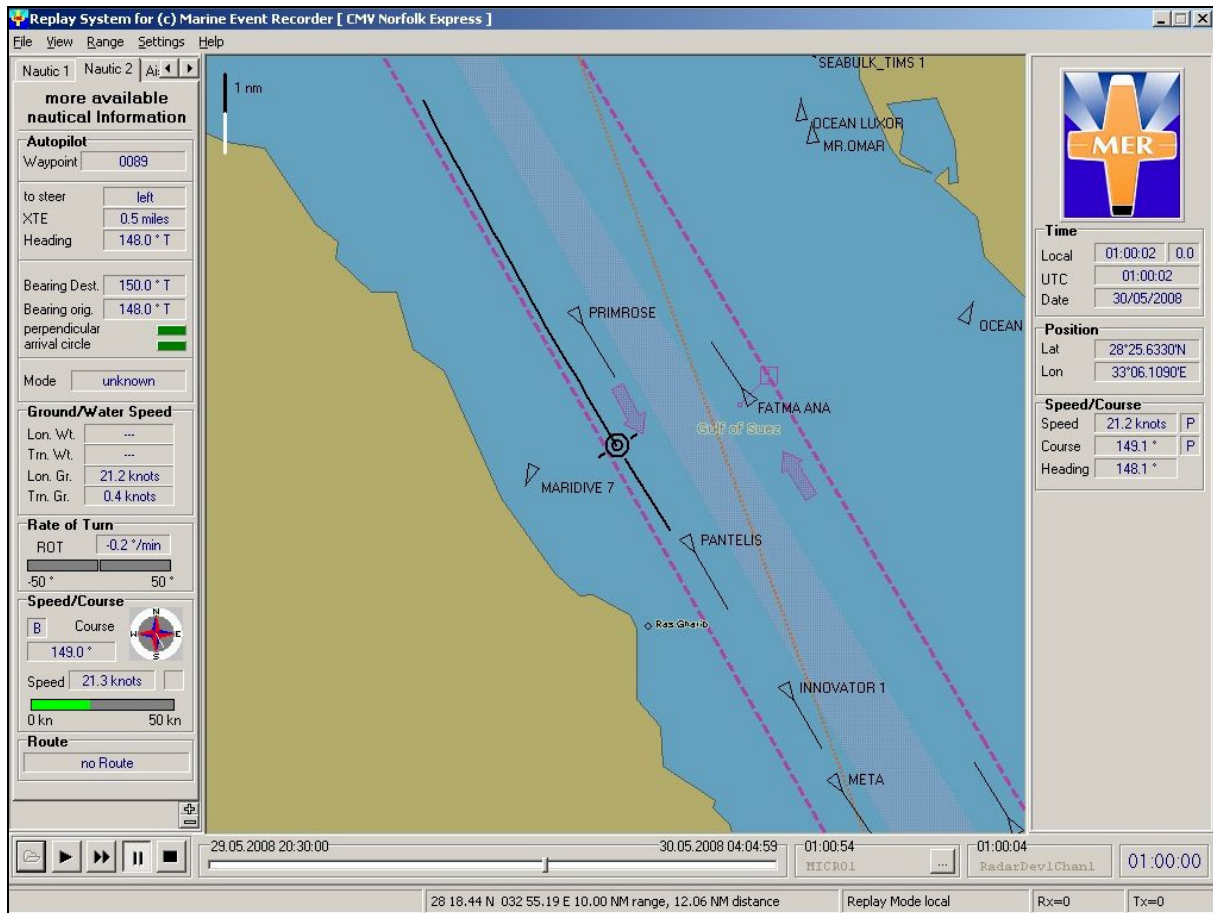 Replay System for (c) Marine Event Recorder [ CMV Norfolk Express ]
File View Range Settings Help
Nautic 1 Nautic 2 Ai
more available
nautical Information
Autopilot
Waypoint 0089
to steer left
XTE 0.5 miles
Heading 148.0 ° T
Bearing Dest. 150.0 ° T
Bearing orig. 148.0 ° T
perpendicular
arrival circle
Mode unknown
Ground/Water Speed
Lon. Wt. ---
Trn. Wt. ---
Lon. Gr. 21.2 knots
Trn. Gr. 0.4 knots
Rate of Turn
ROT -0.2 °/min
-50 ° 50 °
Speed/Course
B Course
N
W E
S
149.0 °
Speed 21.3 knots
0 kn 50 kn
Route
no Route
1 nm
SEABULK_TIMS 1
OCEAN LUXOR
MR.OMAR
OCEAN
PRIMROSE
FATMA ANA
Gulf of Suez
MARIDIVE 7
PANTELIS
Ras Gharib
INNOVATOR 1
META
MER
Time
Local 01:00:02 0.0
UTC 01:00:02
Date 30/05/2008
Position
Lat 28°25.6330'N
Lon 33°06.1090'E
Speed/Course
Speed 21.2 knots P
Course 149.1 ° P
Heading 148.1 °
29.05.2008 20:30:00 30.05.2008 04:04:59
01:00:54
MICRO1 ...
01:00:04
RadarDev1Chan1
01:00:00
28 18.44 N 032 55.19 E 10.00 NM range, 12.06 NM distance Replay Mode local Rx=0 Tx=0